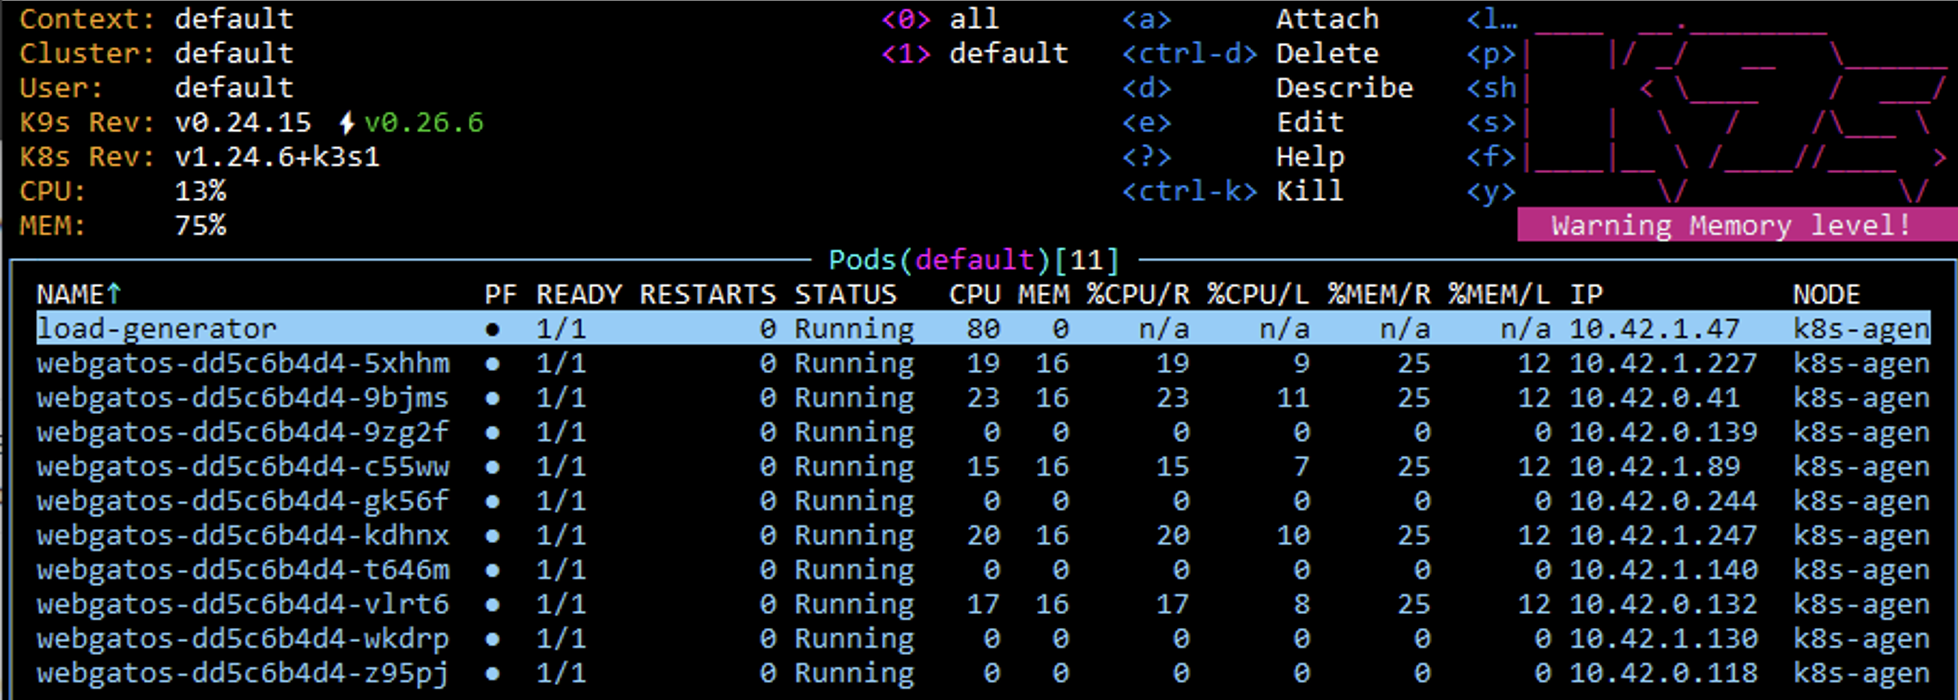 Context: default <0> all <a> Attach <l…
Cluster: default <1> default <ctrl-d> Delete <p>
User: default <d> Describe <sh
K9s Rev: v0.24.15 ⚡v0.26.6 <e> Edit <s>
K8s Rev: v1.24.6+k3s1 <?> Help <f>
CPU: 13% <ctrl-k> Kill <y>
MEM: 75% Warning Memory level!
Pods(default)[11]
NAME↑ PF READY RESTARTS STATUS CPU MEM %CPU/R %CPU/L %MEM/R %MEM/L IP NODE
load-generator ● 1/1 0 Running 80 0 n/a n/a n/a n/a 10.42.1.47 k8s-agen
webgatos-dd5c6b4d4-5xhhm ● 1/1 0 Running 19 16 19 9 25 12 10.42.1.227 k8s-agen
webgatos-dd5c6b4d4-9bjms ● 1/1 0 Running 23 16 23 11 25 12 10.42.0.41 k8s-agen
webgatos-dd5c6b4d4-9zg2f ● 1/1 0 Running 0 0 0 0 0 0 10.42.0.139 k8s-agen
webgatos-dd5c6b4d4-c55ww ● 1/1 0 Running 15 16 15 7 25 12 10.42.1.89 k8s-agen
webgatos-dd5c6b4d4-gk56f ● 1/1 0 Running 0 0 0 0 0 0 10.42.0.244 k8s-agen
webgatos-dd5c6b4d4-kdhnx ● 1/1 0 Running 20 16 20 10 25 12 10.42.1.247 k8s-agen
webgatos-dd5c6b4d4-t646m ● 1/1 0 Running 0 0 0 0 0 0 10.42.1.140 k8s-agen
webgatos-dd5c6b4d4-vlrt6 ● 1/1 0 Running 17 16 17 8 25 12 10.42.0.132 k8s-agen
webgatos-dd5c6b4d4-wkdrp ● 1/1 0 Running 0 0 0 0 0 0 10.42.1.130 k8s-agen
webgatos-dd5c6b4d4-z95pj ● 1/1 0 Running 0 0 0 0 0 0 10.42.0.118 k8s-agen